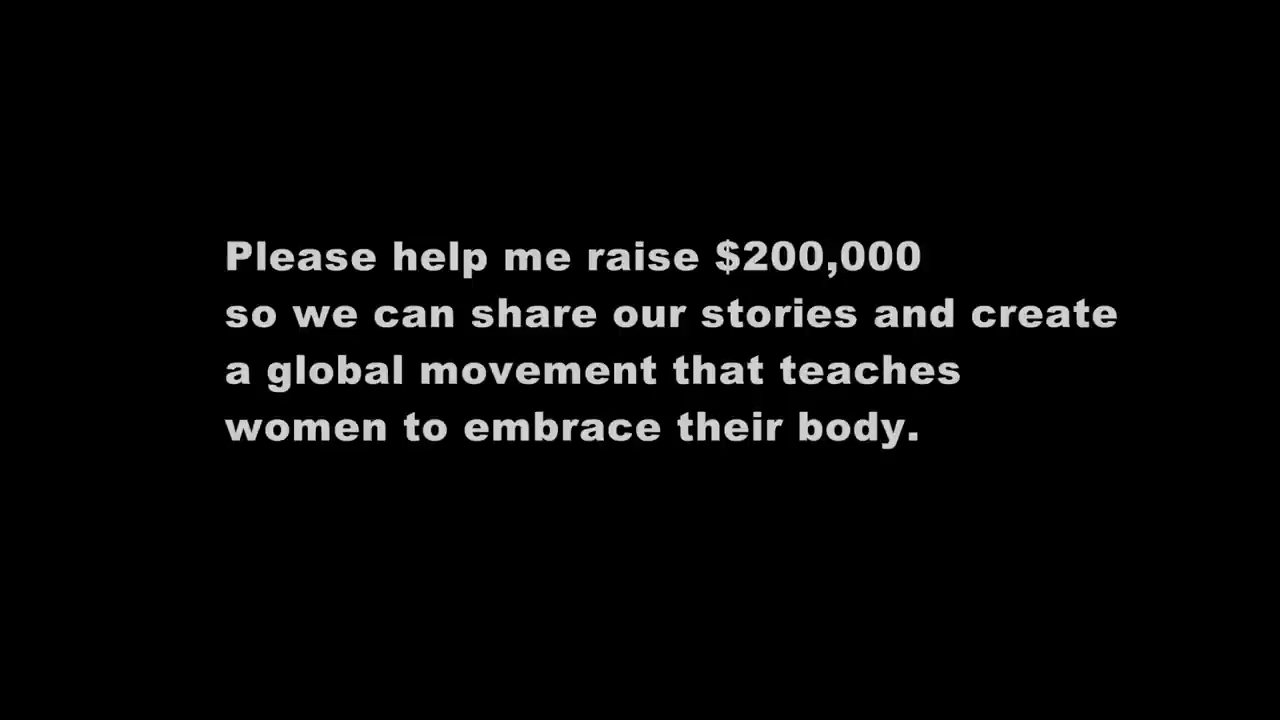 Please help me raise $200,000
so we can share our stories and create
a global movement that teaches
women to embrace their body.